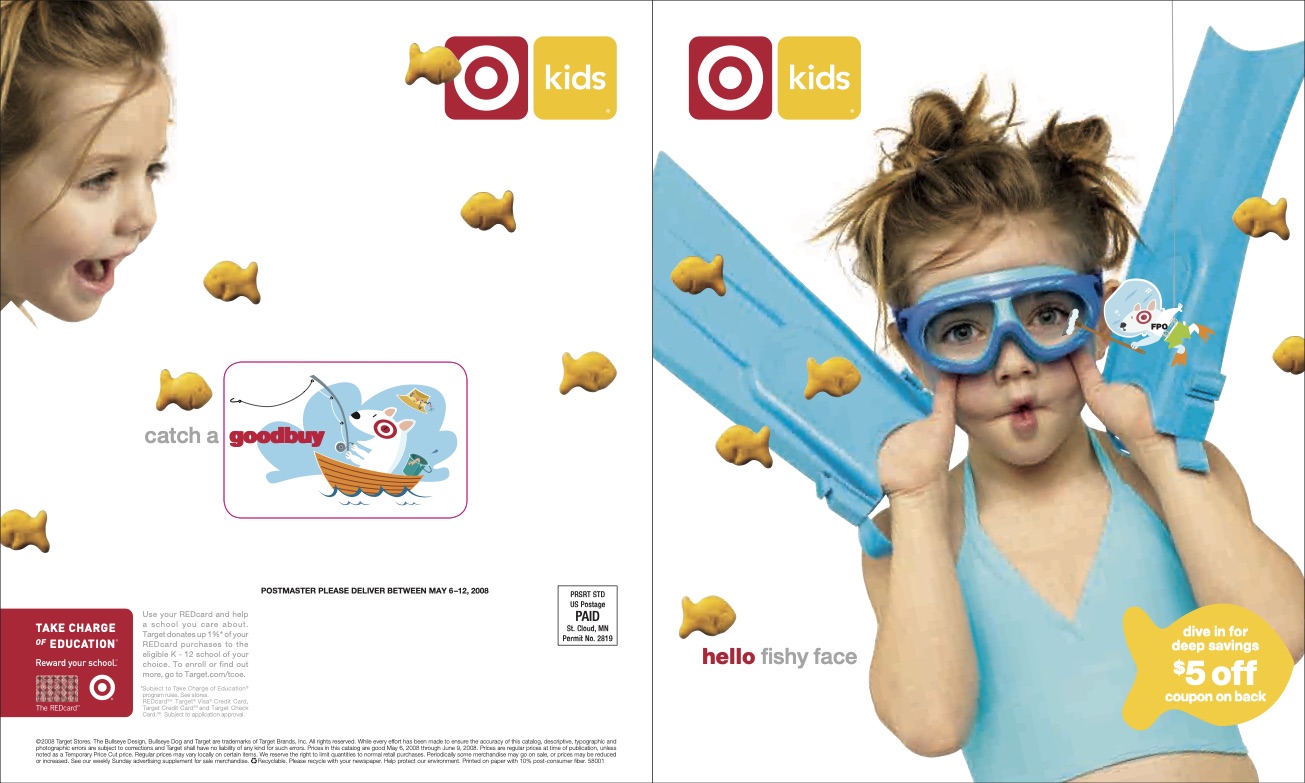 kids
catch a goodbuy
POSTMASTER PLEASE DELIVER BETWEEN MAY 6–12, 2008
PRSRT STD
US Postage
PAID
St. Cloud, MN
Permit No. 2819
TAKE CHARGE
OF EDUCATION®
Reward your school.™
The REDcard™
Use your REDcard and help
a school you care about.
Target donates up 1%* of your
REDcard purchases to the
eligible K - 12 school of your
choice. To enroll or find out
more, go to Target.com/tcoe.
*Subject to Take Charge of Education®
program rules. See stores.
REDcard℠: Target® Visa® Credit Card,
Target Credit Card℠ and Target Check
Card.℠ Subject to application approval.
©2008 Target Stores. The Bullseye Design, Bullseye Dog and Target are trademarks of Target Brands, Inc. All rights reserved. While every effort has been made to ensure the accuracy of this catalog, descriptive, typographic and
photographic errors are subject to corrections and Target shall have no liability of any kind for such errors. Prices in this catalog are good May 6, 2008 through June 9, 2008. Prices are regular prices at time of publication, unless
noted as a Temporary Price Cut price. Regular prices may vary locally on certain items. We reserve the right to limit quantities to normal retail purchases. Periodically some merchandise may go on sale, or prices may be reduced
or increased. See our weekly Sunday advertising supplement for sale merchandise. Recyclable. Please recycle with your newspaper. Help protect our environment. Printed on paper with 10% post-consumer fiber. 58001
kids
FPO
hello fishy face
dive in for
deep savings
$5 off
coupon on back